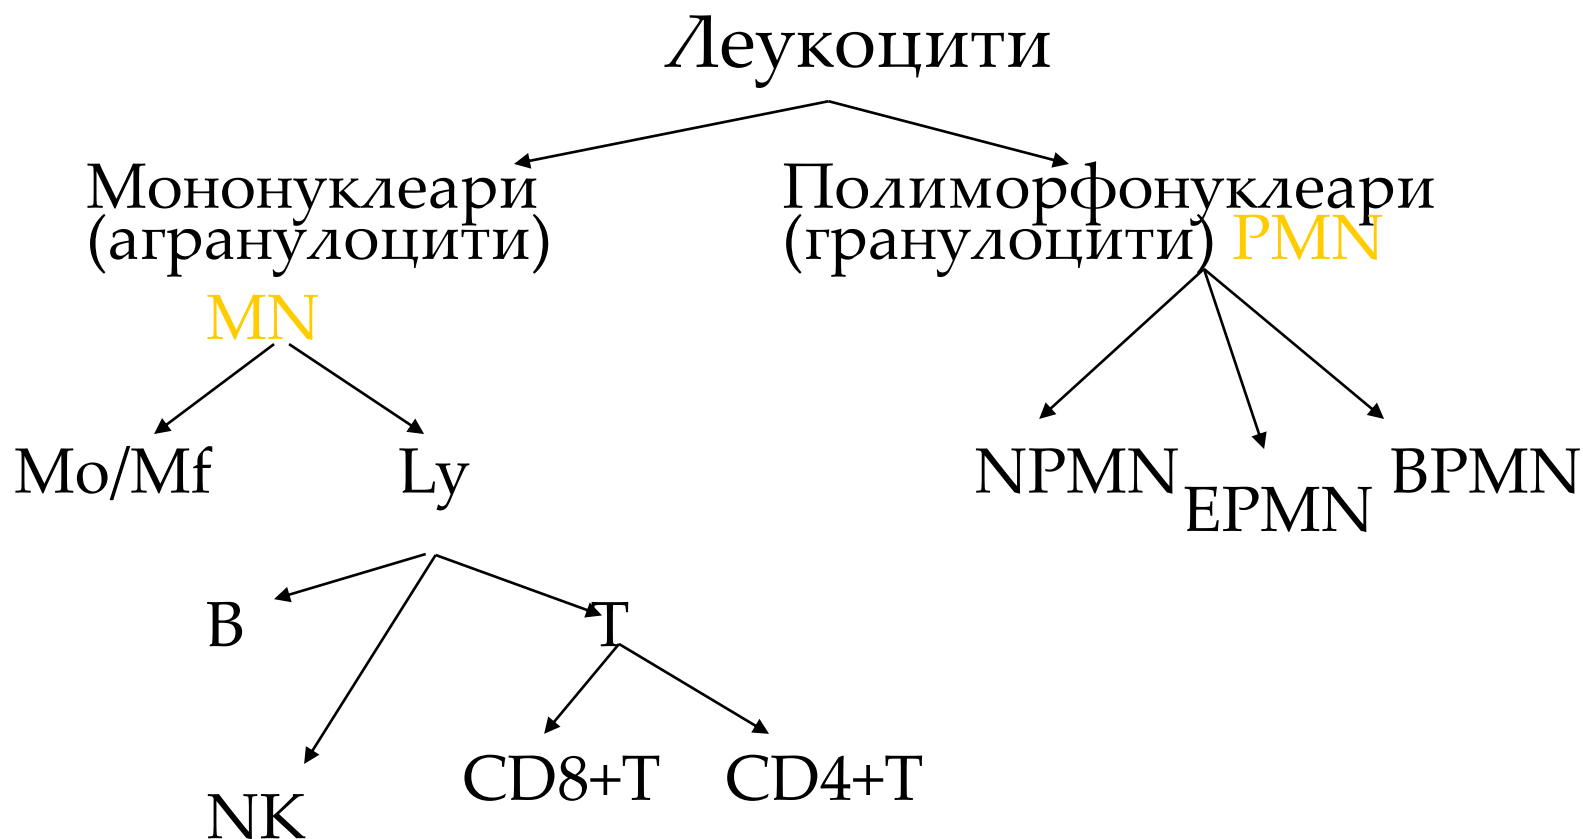 Леукоцити
Мононуклеари
(агранулоцити)
MN
Полиморфонуклеари
(гранулоцити) PMN
Mo/Mf
Ly
NPMN
EPMN
BPMN
B
T
NK
CD8+T
CD4+T